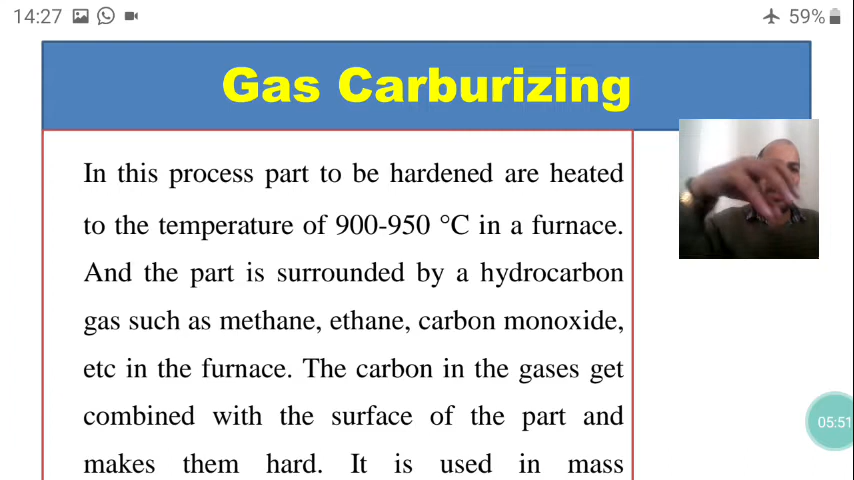 14:27
59%
Gas Carburizing
In this process part to be hardened are heated
to the temperature of 900-950 °C in a furnace.
And the part is surrounded by a hydrocarbon
gas such as methane, ethane, carbon monoxide,
etc in the furnace. The carbon in the gases get
combined with the surface of the part and
makes them hard. It is used in mass
05:51